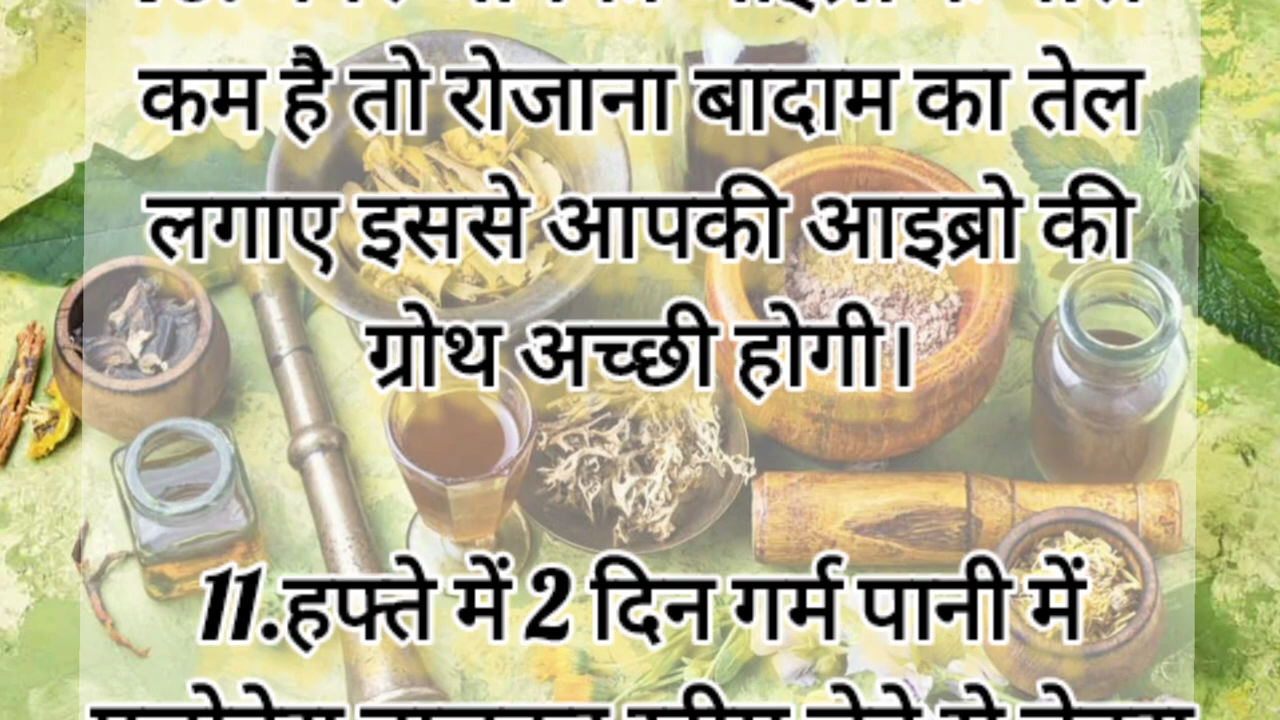 कम है तो रोजाना बादाम का तेल
लगाए इससे आपकी आइब्रो की
ग्रोथ अच्छी होगी।
11.हफ्ते में 2 दिन गर्म पानी में